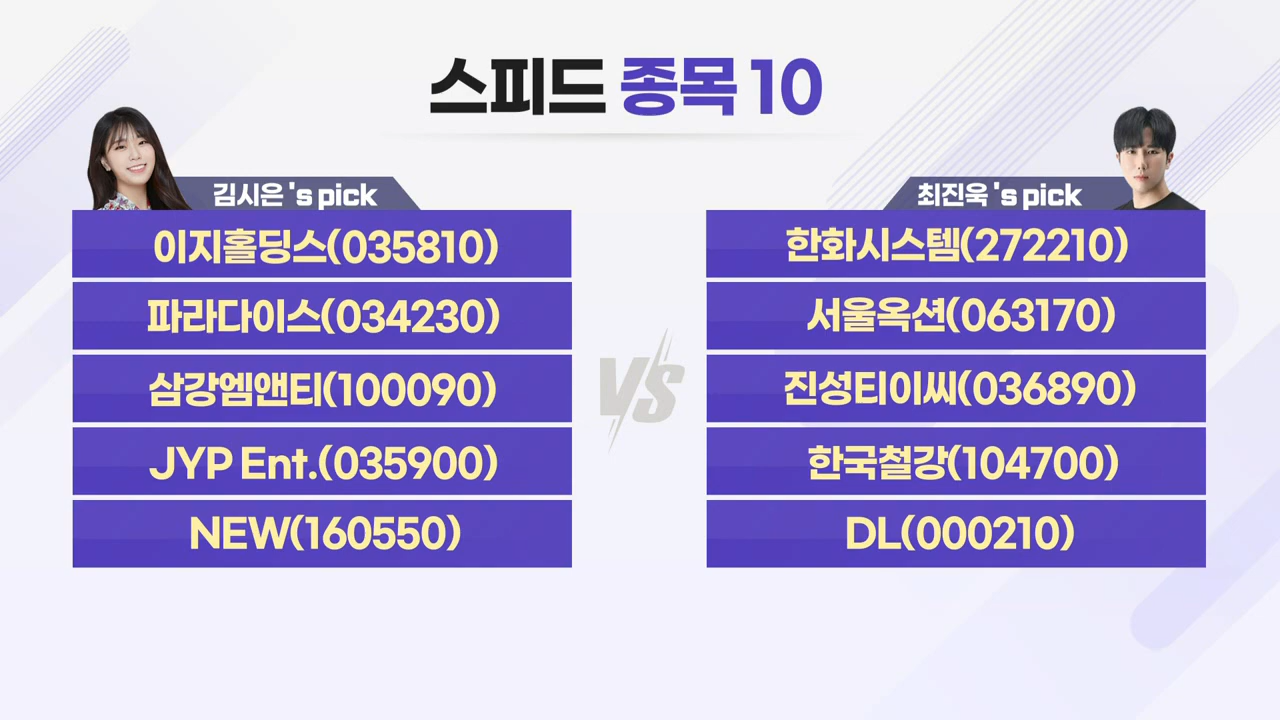 스피드 종목 10
김시은 's pick
이지홀딩스(035810)
파라다이스(034230)
삼강엠앤티(100090)
JYP Ent.(035900)
NEW(160550)
VS
최진욱 's pick
한화시스템(272210)
서울옥션(063170)
진성티이씨(036890)
한국철강(104700)
DL(000210)